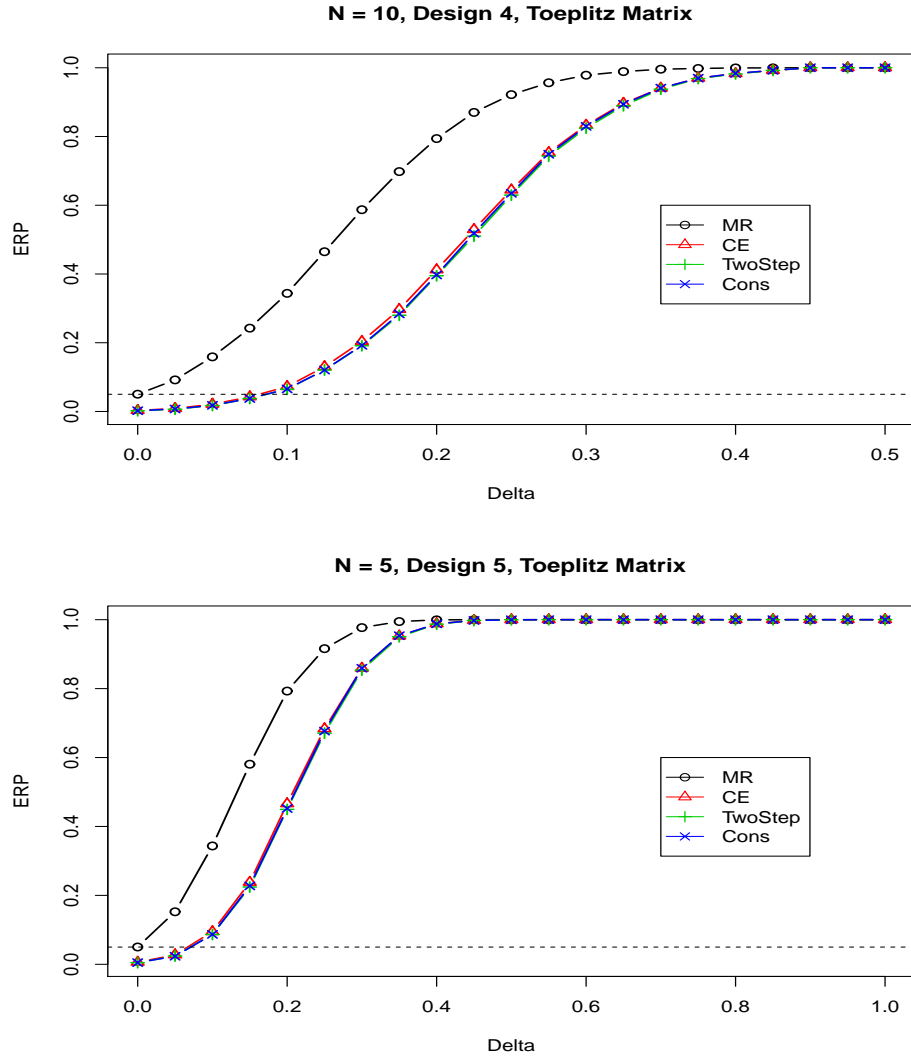 N = 10, Design 4, Toeplitz Matrix
ERP
1.0
0.8
0.6
0.4
0.2
0.0
MR
CE
TwoStep
Cons
0.0 0.1 0.2 0.3 0.4 0.5
Delta
N = 5, Design 5, Toeplitz Matrix
ERP
1.0
0.8
0.6
0.4
0.2
0.0
MR
CE
TwoStep
Cons
0.0 0.2 0.4 0.6 0.8 1.0
Delta